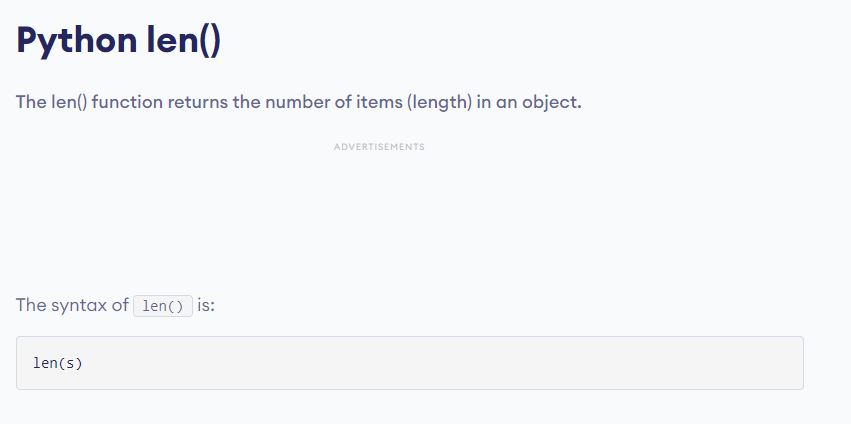 Python len()
The len() function returns the number of items (length) in an object.
ADVERTISEMENTS
The syntax of len() is:
len(s)